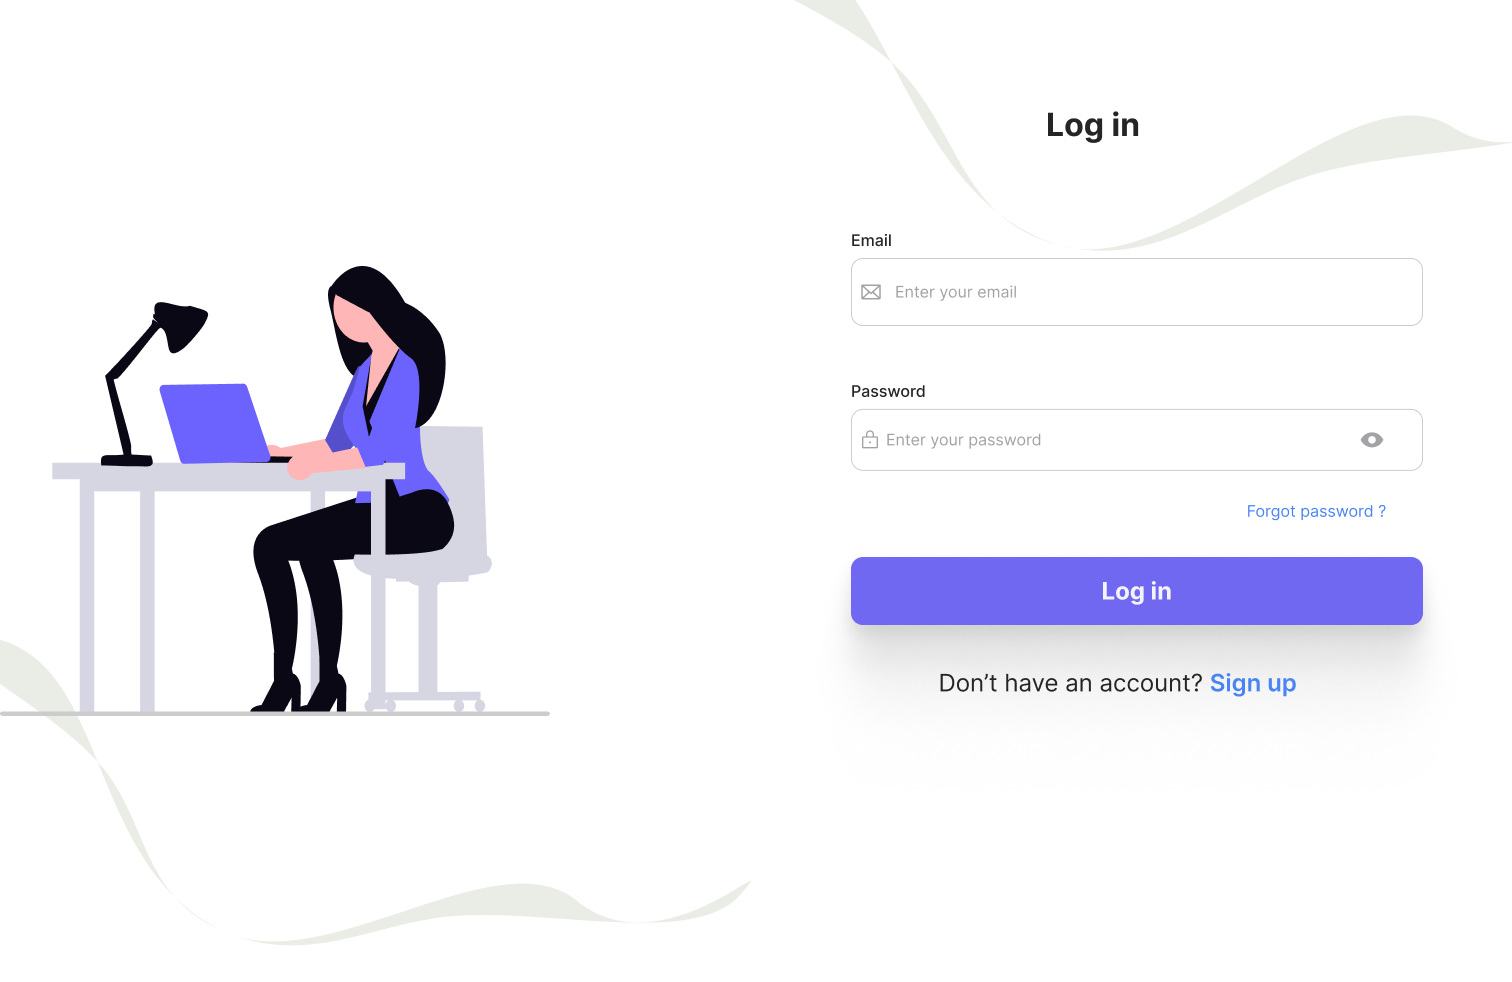 Log in
Email
Enter your email
Password
Enter your password
Forgot password ?
Log in
Don’t have an account? Sign up